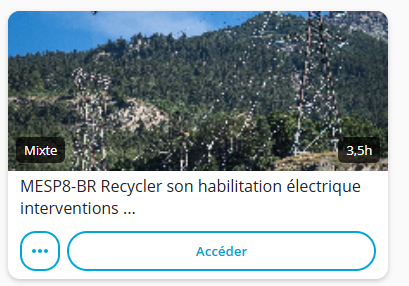 Mixte
3,5h
MESP8-BR Recycler son habilitation électrique
interventions ...
Accéder